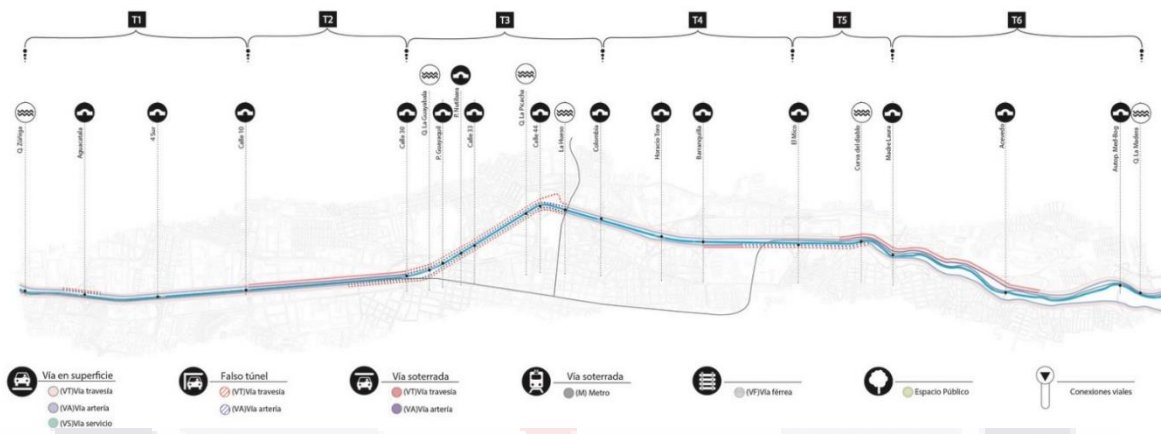 T1
T2
T3
T4
T5
T6
Q. Zúñiga
Aguacatala
4 Sur
Calle 10
Calle 30
Q. La Guayabala
P. Guayaquil
P. Nutibara
Calle 33
Q. La Picacha
Calle 44
La Hueso
Colombia
Horacio Toro
Barranquilla
El Mico
Curva del diablo
Madre Laura
Acevedo
Autop. Med-Bog
Q. La Madera
Vía en superficie
(VT)Vía travesía
(VA)Vía artería
(VS)Vía servicio
Falso túnel
(VT)Vía travesía
(VA)Vía artería
Vía soterrada
(VT)Vía travesía
(VA)Vía artería
Vía soterrada
(M) Metro
(VF)Vía férrea
Espacio Público
Conexiones viales